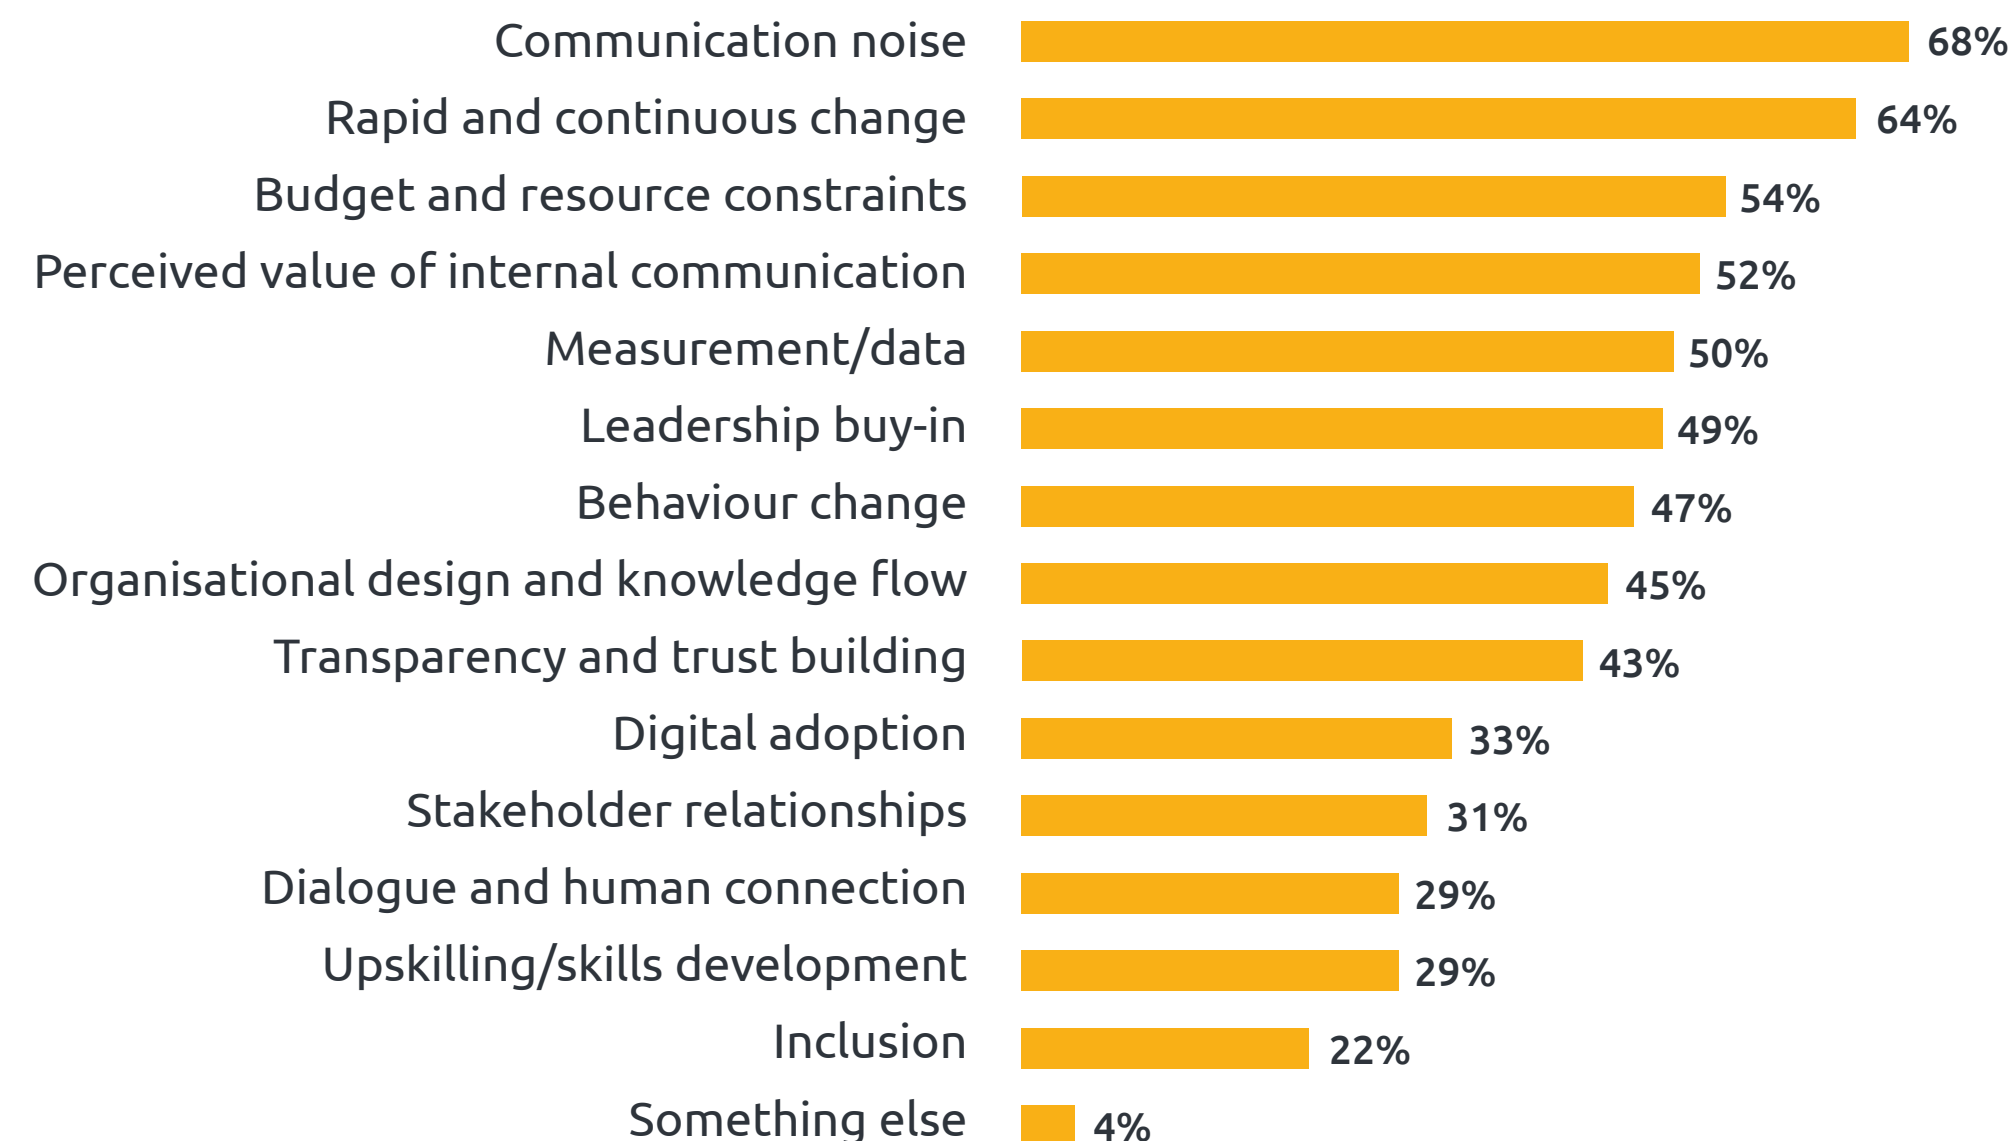 Communication noise 68%
Rapid and continuous change 64%
Budget and resource constraints 54%
Perceived value of internal communication 52%
Measurement/data 50%
Leadership buy-in 49%
Behaviour change 47%
Organisational design and knowledge flow 45%
Transparency and trust building 43%
Digital adoption 33%
Stakeholder relationships 31%
Dialogue and human connection 29%
Upskilling/skills development 29%
Inclusion 22%
Something else 4%